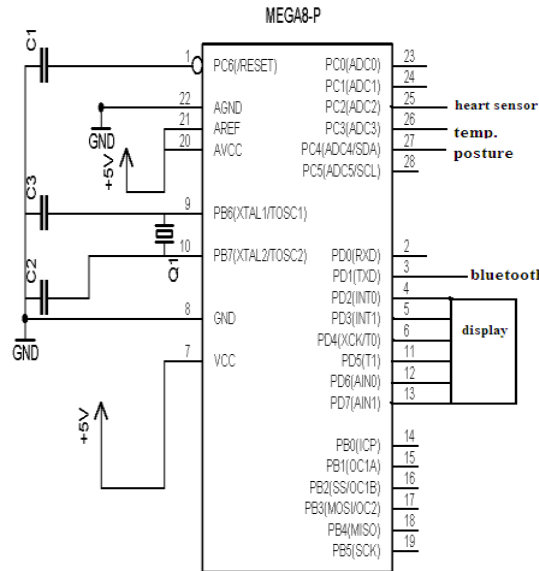 MEGA8-P
C1
1
PC6(/RESET)
PC0(ADC0)
23
PC1(ADC1)
24
22
AGND
PC2(ADC2)
25
heart sensor
GND
21
AREF
PC3(ADC3)
26
temp.
+5V
20
AVCC
PC4(ADC4/SDA)
27
posture
PC5(ADC5/SCL)
28
C3
9
PB6(XTAL1/TOSC1)
Q1
C2
10
PB7(XTAL2/TOSC2)
PD0(RXD)
2
PD1(TXD)
3
bluetooth
PD2(INT0)
4
8
GND
PD3(INT1)
5
display
GND
PD4(XCK/T0)
6
7
VCC
PD5(T1)
11
PD6(AIN0)
12
PD7(AIN1)
13
+5V
PB0(ICP)
14
PB1(OC1A)
15
PB2(SS/OC1B)
16
PB3(MOSI/OC2)
17
PB4(MISO)
18
PB5(SCK)
19